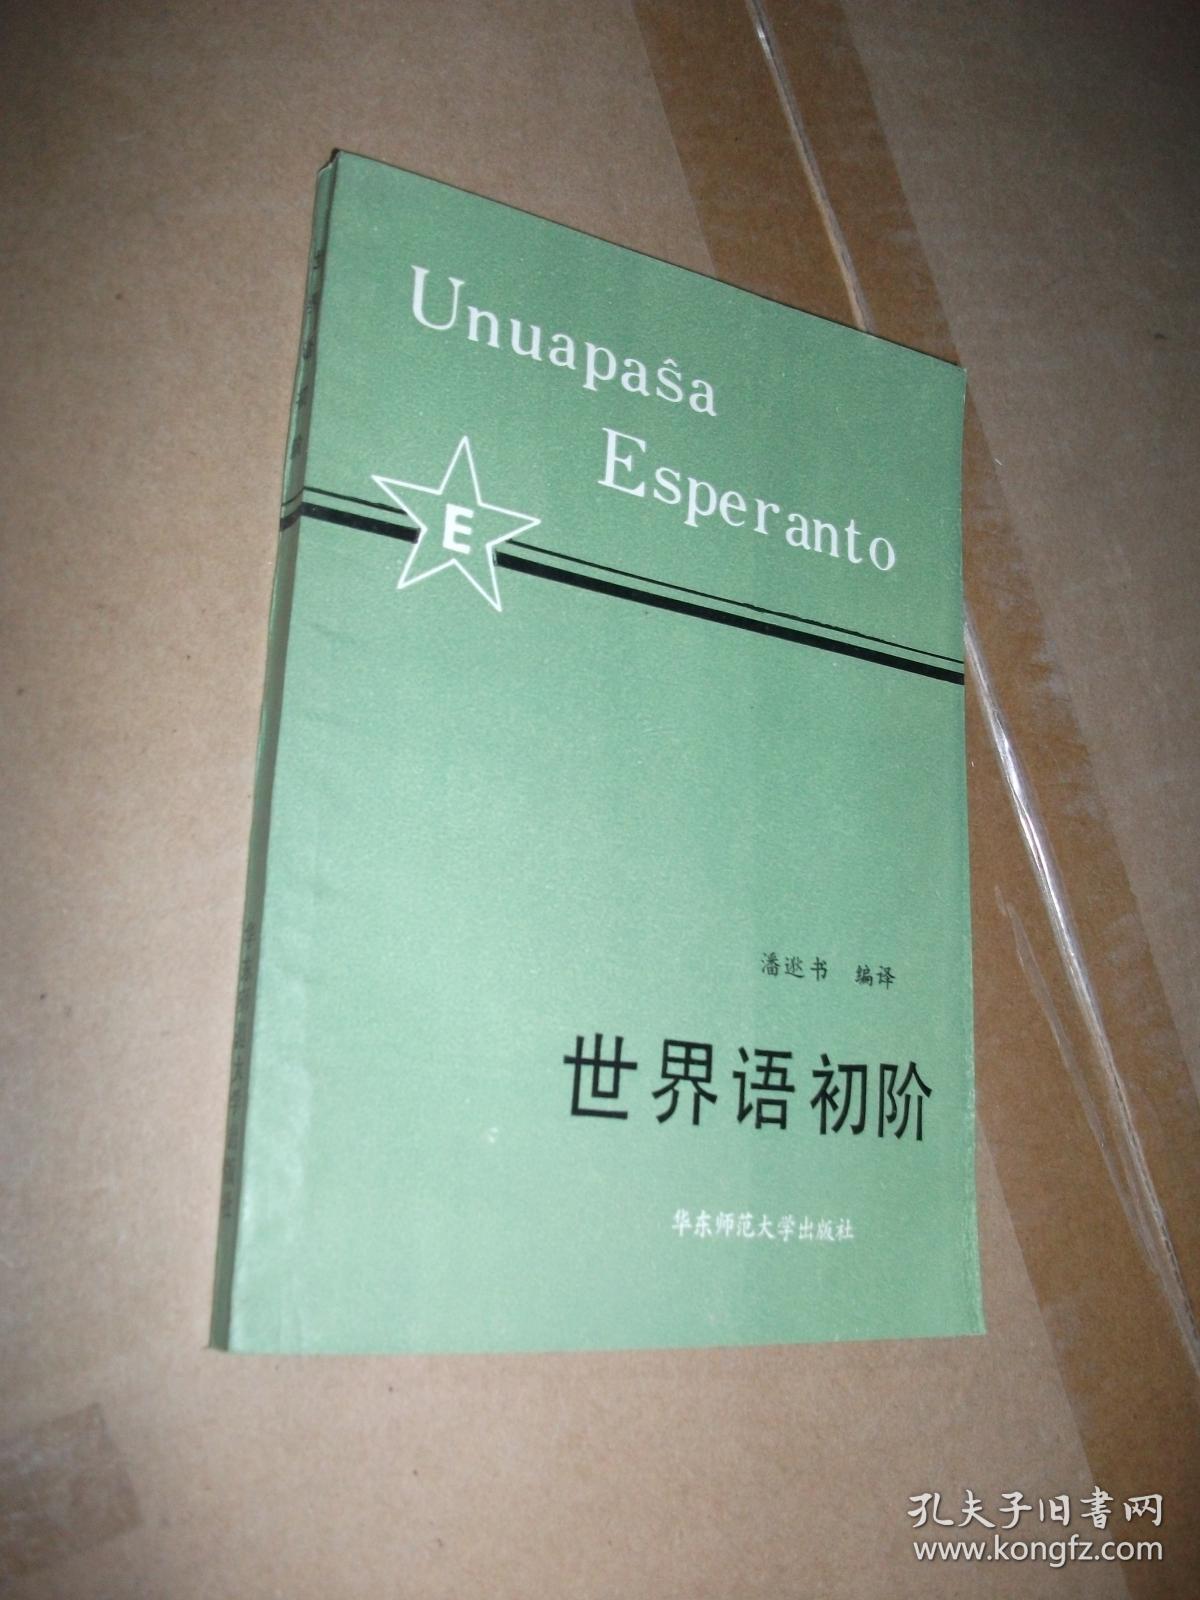 Unuapaŝa
Esperanto
E
潘逖书 编译
世界语初阶
华东师范大学出版社
孔夫子旧书网
www.kongfz.com